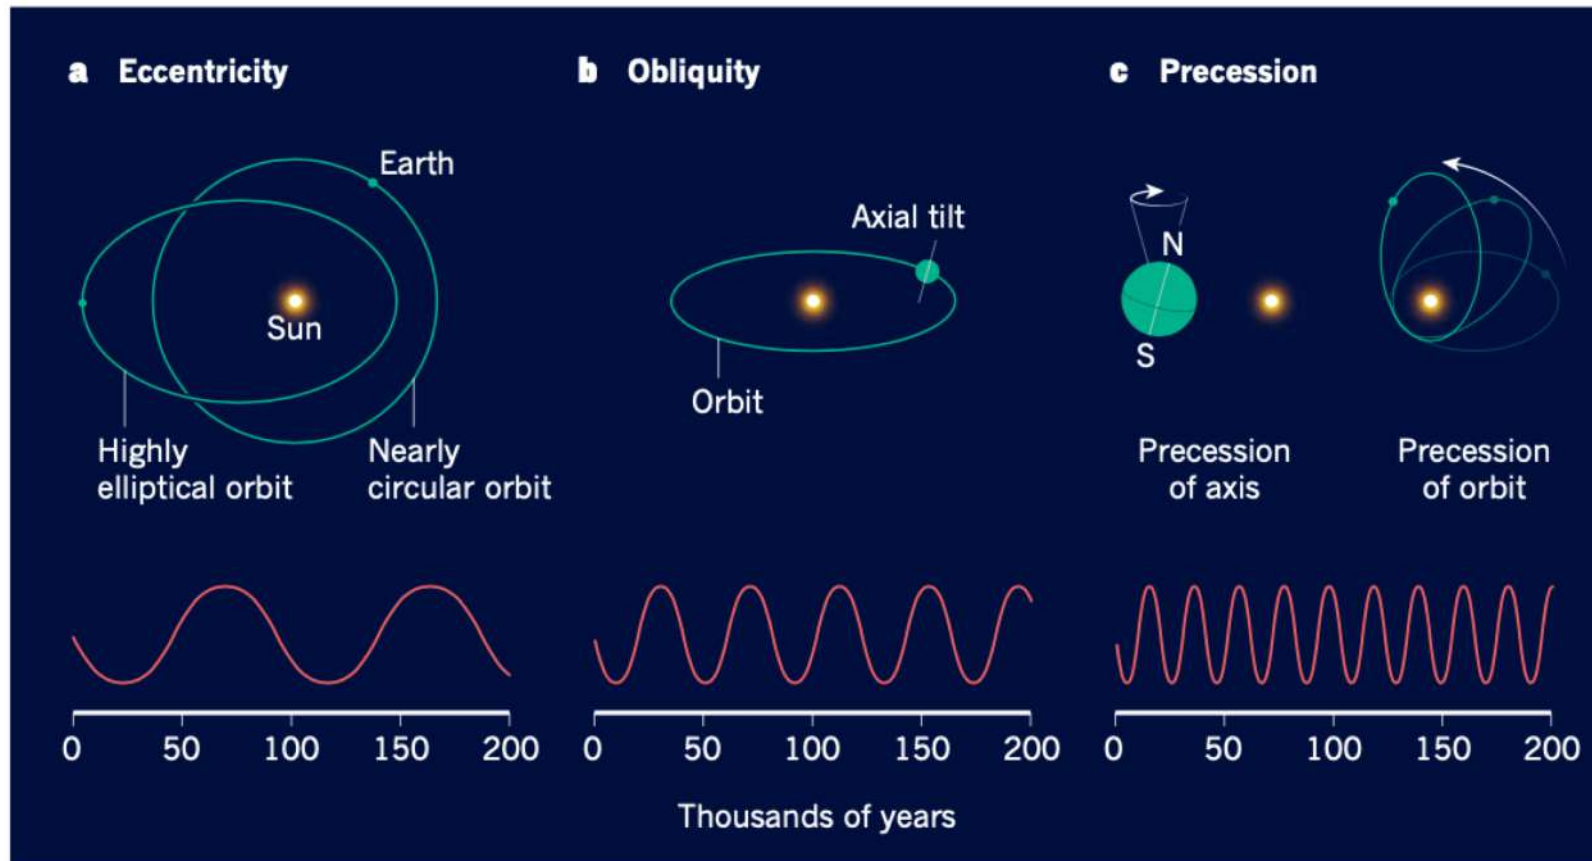 a Eccentricity
Earth
Sun
Highly
elliptical orbit
Nearly
circular orbit
0 50 100 150 200
b Obliquity
Axial tilt
Orbit
0 50 100 150 200
c Precession
N
S
Precession
of axis
Precession
of orbit
0 50 100 150 200
Thousands of years